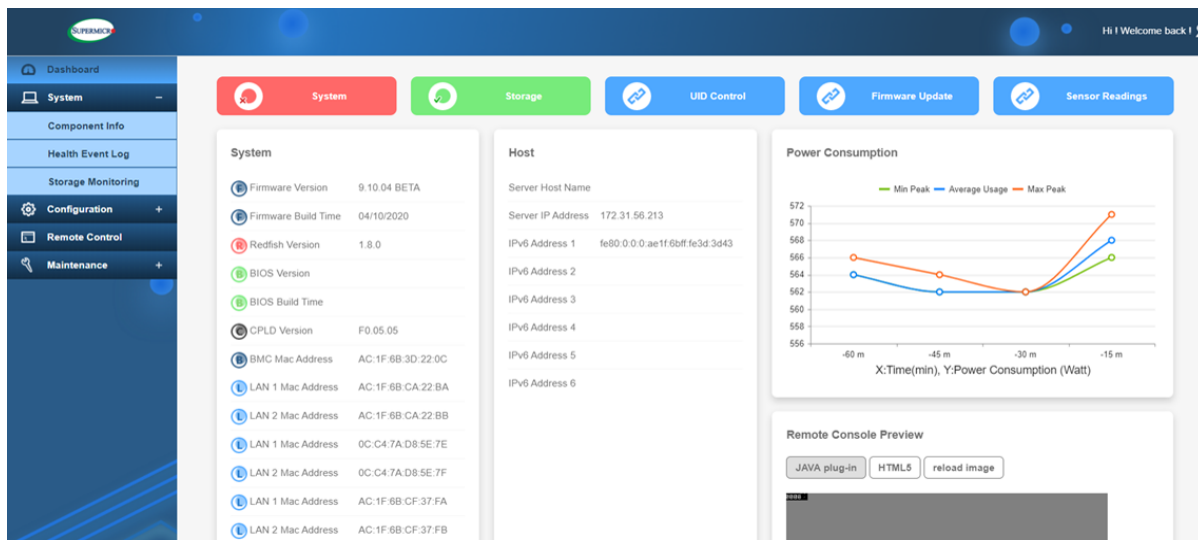 SUPERMICR
Hi ! Welcome back !
Dashboard
System −
Component Info
Health Event Log
Storage Monitoring
Configuration +
Remote Control
Maintenance +
System
Storage
UID Control
Firmware Update
Sensor Readings
System
F Firmware Version 9.10.04 BETA
F Firmware Build Time 04/10/2020
R Redfish Version 1.8.0
B BIOS Version
B BIOS Build Time
C CPLD Version F0.05.05
B BMC Mac Address AC:1F:6B:3D:22:0C
L LAN 1 Mac Address AC:1F:6B:CA:22:BA
L LAN 2 Mac Address AC:1F:6B:CA:22:BB
L LAN 1 Mac Address 0C:C4:7A:D8:5E:7E
L LAN 2 Mac Address 0C:C4:7A:D8:5E:7F
L LAN 1 Mac Address AC:1F:6B:CF:37:FA
L LAN 2 Mac Address AC:1F:6B:CF:37:FB
Host
Server Host Name
Server IP Address 172.31.56.213
IPv6 Address 1 fe80:0:0:0:ae1f:6bff:fe3d:3d43
IPv6 Address 2
IPv6 Address 3
IPv6 Address 4
IPv6 Address 5
IPv6 Address 6
Power Consumption
Min Peak Average Usage Max Peak
572
570
568
566
564
562
560
558
556
-60 m -45 m -30 m -15 m
X:Time(min), Y:Power Consumption (Watt)
Remote Console Preview
JAVA plug-in HTML5 reload image